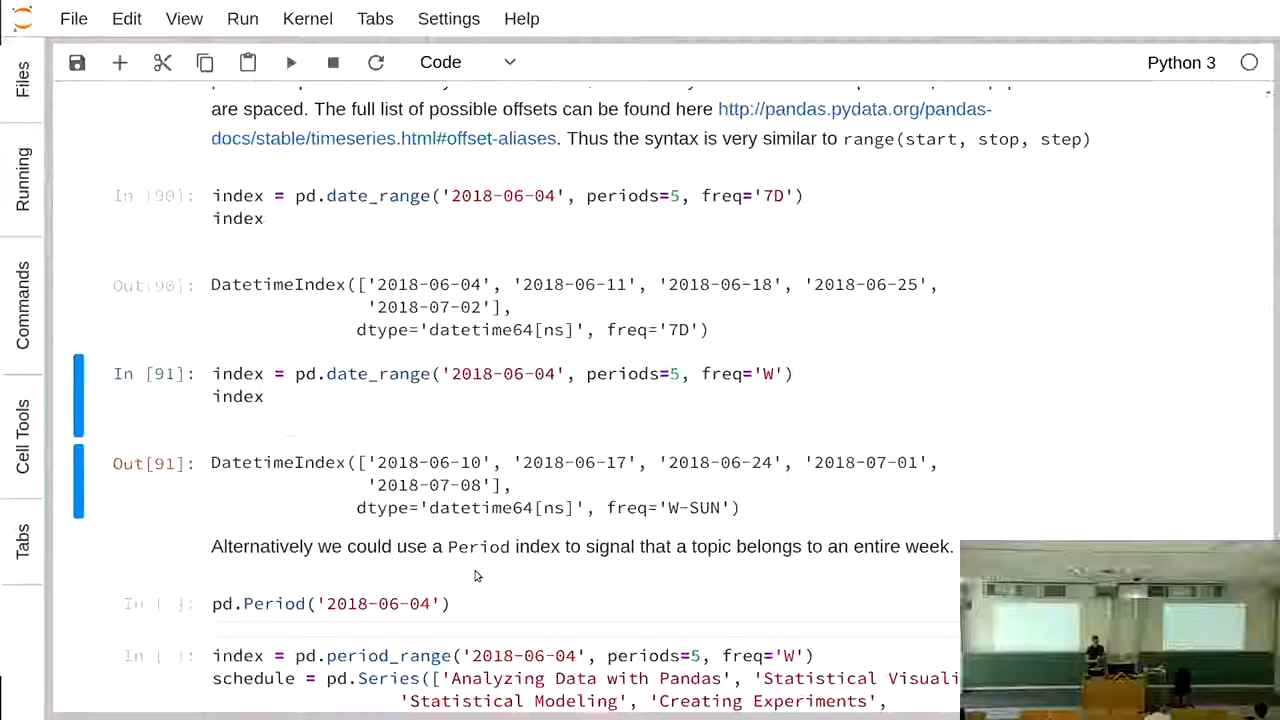 File Edit View Run Kernel Tabs Settings Help
Files
Running
Commands
Cell Tools
Tabs
Code
Python 3
are spaced. The full list of possible offsets can be found here http://pandas.pydata.org/pandas-
docs/stable/timeseries.html#offset-aliases. Thus the syntax is very similar to range(start, stop, step)
In [90]: index = pd.date_range('2018-06-04', periods=5, freq='7D')
index
Out[90]: DatetimeIndex(['2018-06-04', '2018-06-11', '2018-06-18', '2018-06-25',
'2018-07-02'],
dtype='datetime64[ns]', freq='7D')
In [91]: index = pd.date_range('2018-06-04', periods=5, freq='W')
index
Out[91]: DatetimeIndex(['2018-06-10', '2018-06-17', '2018-06-24', '2018-07-01',
'2018-07-08'],
dtype='datetime64[ns]', freq='W-SUN')
Alternatively we could use a Period index to signal that a topic belongs to an entire week.
In [ ]: pd.Period('2018-06-04')
In [ ]: index = pd.period_range('2018-06-04', periods=5, freq='W')
schedule = pd.Series(['Analyzing Data with Pandas', 'Statistical Visuali
'Statistical Modeling', 'Creating Experiments',